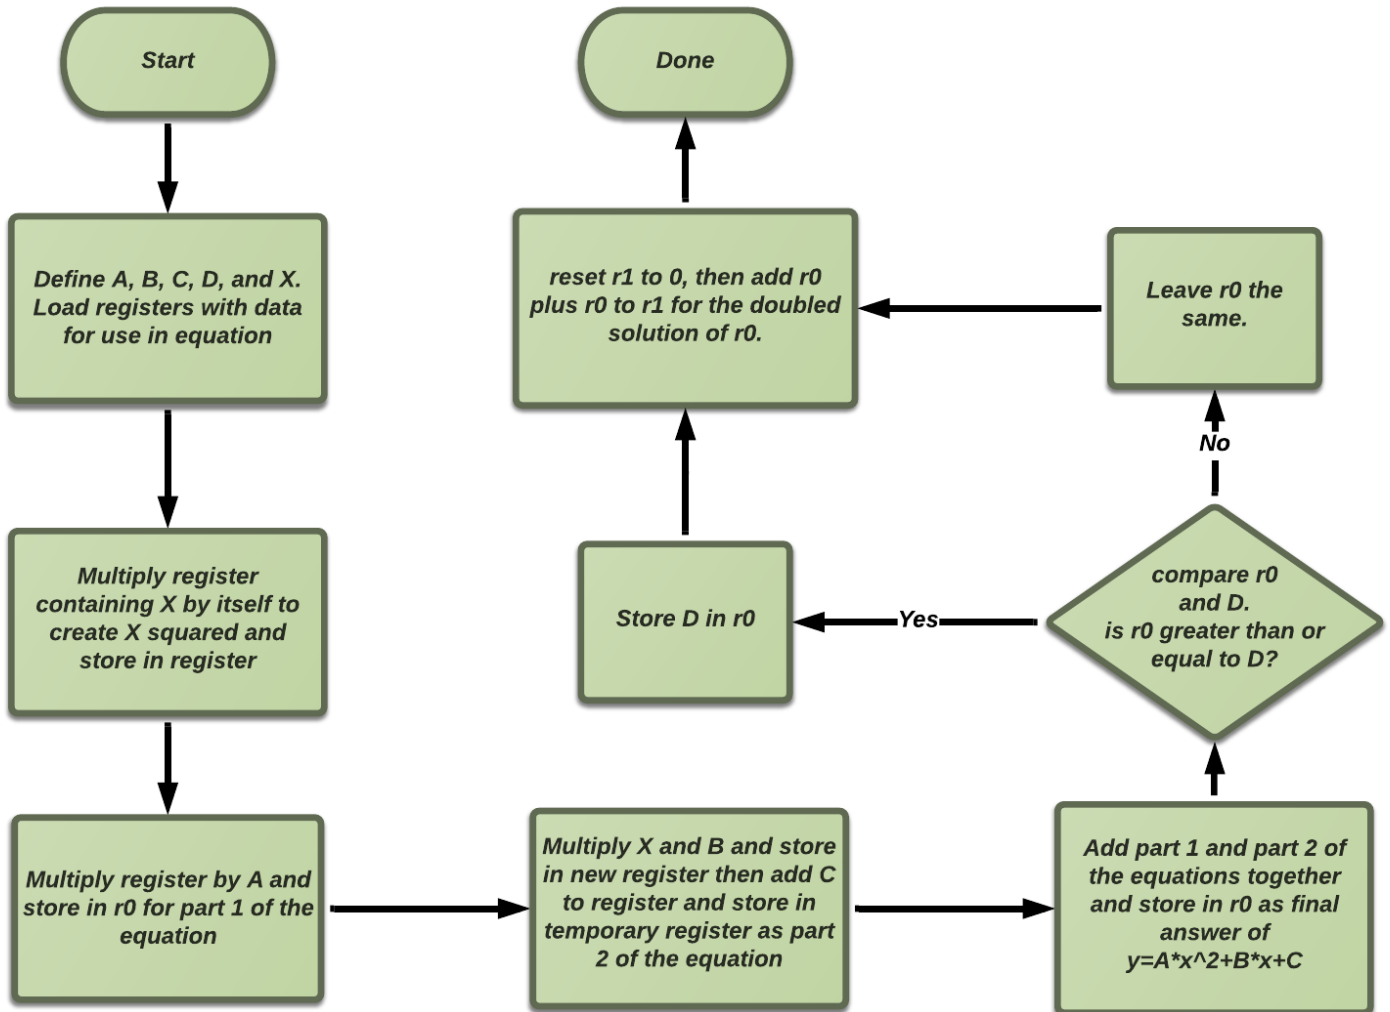 Start
Define A, B, C, D, and X.
Load registers with data
for use in equation
Multiply register
containing X by itself to
create X squared and
store in register
Multiply register by A and
store in r0 for part 1 of the
equation
Multiply X and B and store
in new register then add C
to register and store in
temporary register as part
2 of the equation
Add part 1 and part 2 of
the equations together
and store in r0 as final
answer of
y=A*x^2+B*x+C
compare r0
and D.
is r0 greater than or
equal to D?
Yes
Store D in r0
No
Leave r0 the
same.
reset r1 to 0, then add r0
plus r0 to r1 for the doubled
solution of r0.
Done